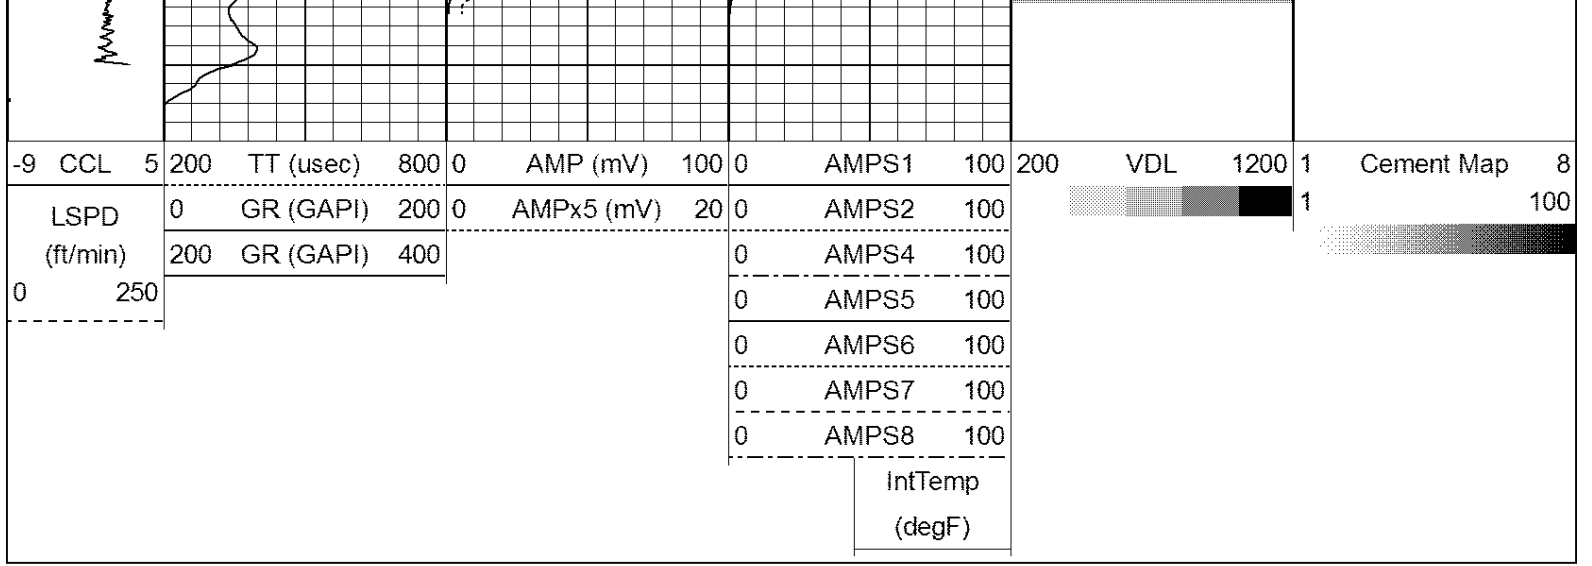 -9 CCL 5 200 TT (usec) 800 0 AMP (mV) 100 0 AMPS1 100 200 VDL 1200 1 Cement Map 8
LSPD 0 GR (GAPI) 200 0 AMPx5 (mV) 20 0 AMPS2 100 1 100
(ft/min) 200 GR (GAPI) 400 0 AMPS4 100
0 250 0 AMPS5 100
0 AMPS6 100
0 AMPS7 100
0 AMPS8 100
IntTemp
(degF)